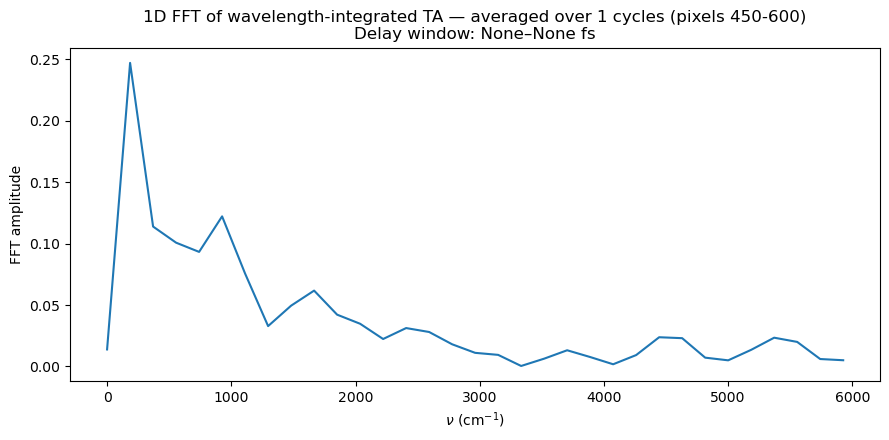 1D FFT of wavelength-integrated TA — averaged over 1 cycles (pixels 450-600)
Delay window: None–None fs
FFT amplitude
0.25
0.20
0.15
0.10
0.05
0.00
0 1000 2000 3000 4000 5000 6000
ν (cm⁻¹)